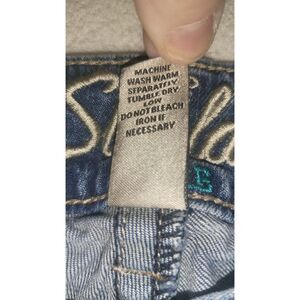 MACHINE
WASH WARM
SEPARATELY
TUMBLE DRY
LOW
DO NOT BLEACH
IRON IF
NECESSARY